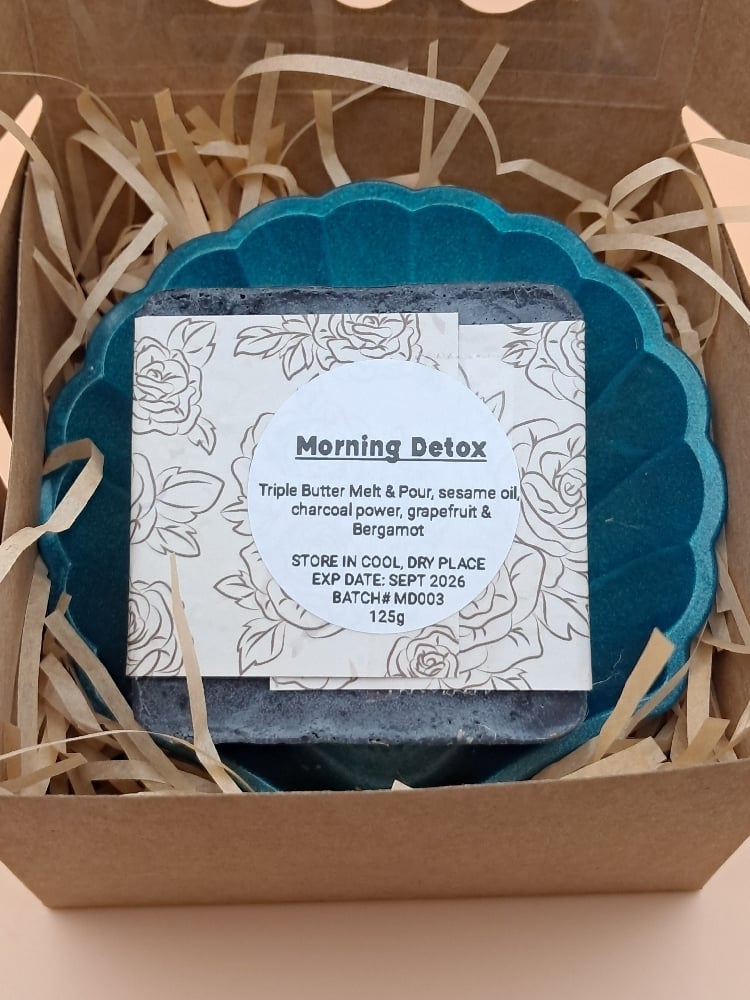 Morning Detox
Triple Butter Melt & Pour, sesame oil,
charcoal power, grapefruit &
Bergamot
STORE IN COOL, DRY PLACE
EXP DATE: SEPT 2026
BATCH# MD003
125g